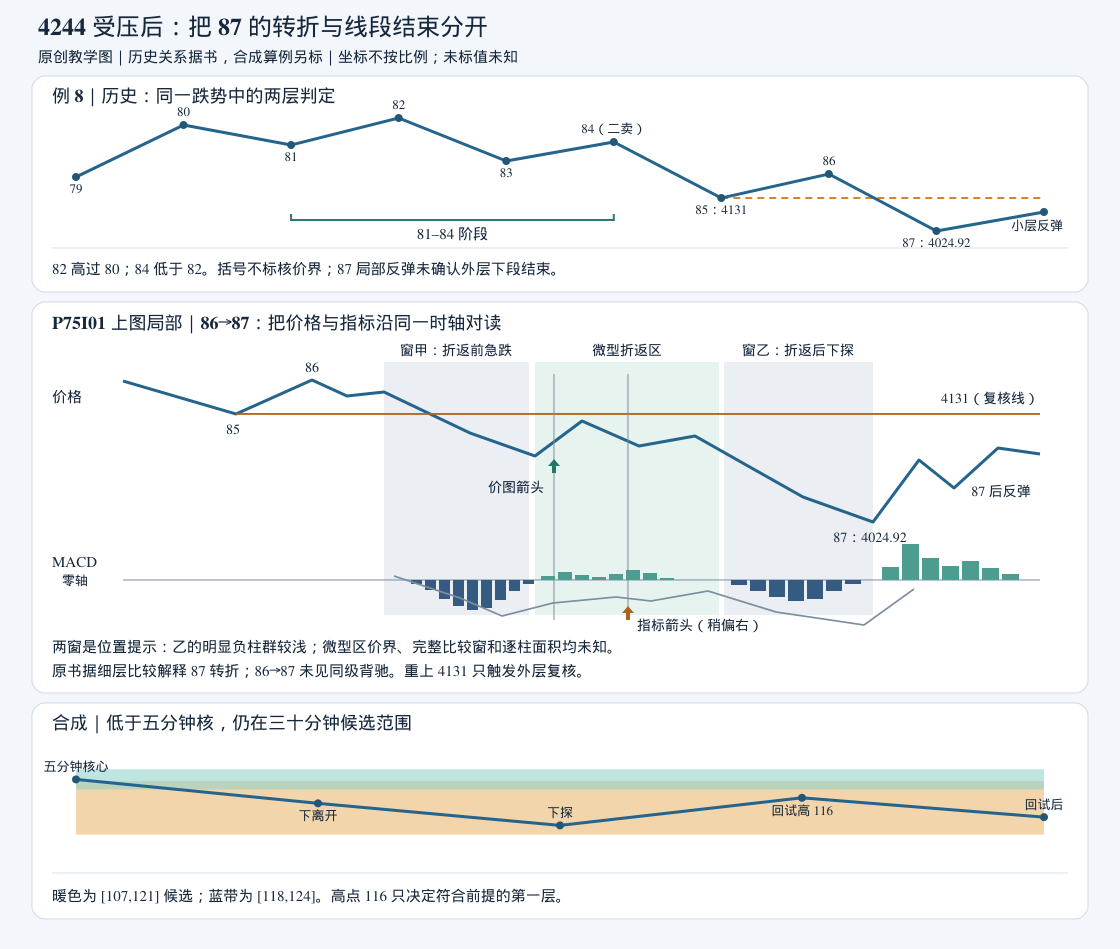 4244 受压后：把 87 的转折与线段结束分开
原创教学图｜历史关系据书，合成算例另标｜坐标不按比例；未标值未知
例 8｜历史：同一跌势中的两层判定
80
82
84（二卖）
81
83
86
79
85：4131
小层反弹
81–84 阶段
87：4024.92
82 高过 80；84 低于 82。括号不标核价界；87 局部反弹未确认外层下段结束。
P75I01 上图局部｜86→87：把价格与指标沿同一时轴对读
窗甲：折返前急跌
微型折返区
窗乙：折返后下探
86
价格
4131（复核线）
85
价图箭头
87 后反弹
87：4024.92
MACD
零轴
指标箭头（稍偏右）
两窗是位置提示：乙的明显负柱群较浅；微型区价界、完整比较窗和逐柱面积均未知。
原书据细层比较解释 87 转折；86→87 未见同级背驰。重上 4131 只触发外层复核。
合成｜低于五分钟核，仍在三十分钟候选范围
五分钟核心
下离开
下探
回试高 116
回试后
暖色为 [107,121] 候选；蓝带为 [118,124]。高点 116 只决定符合前提的第一层。